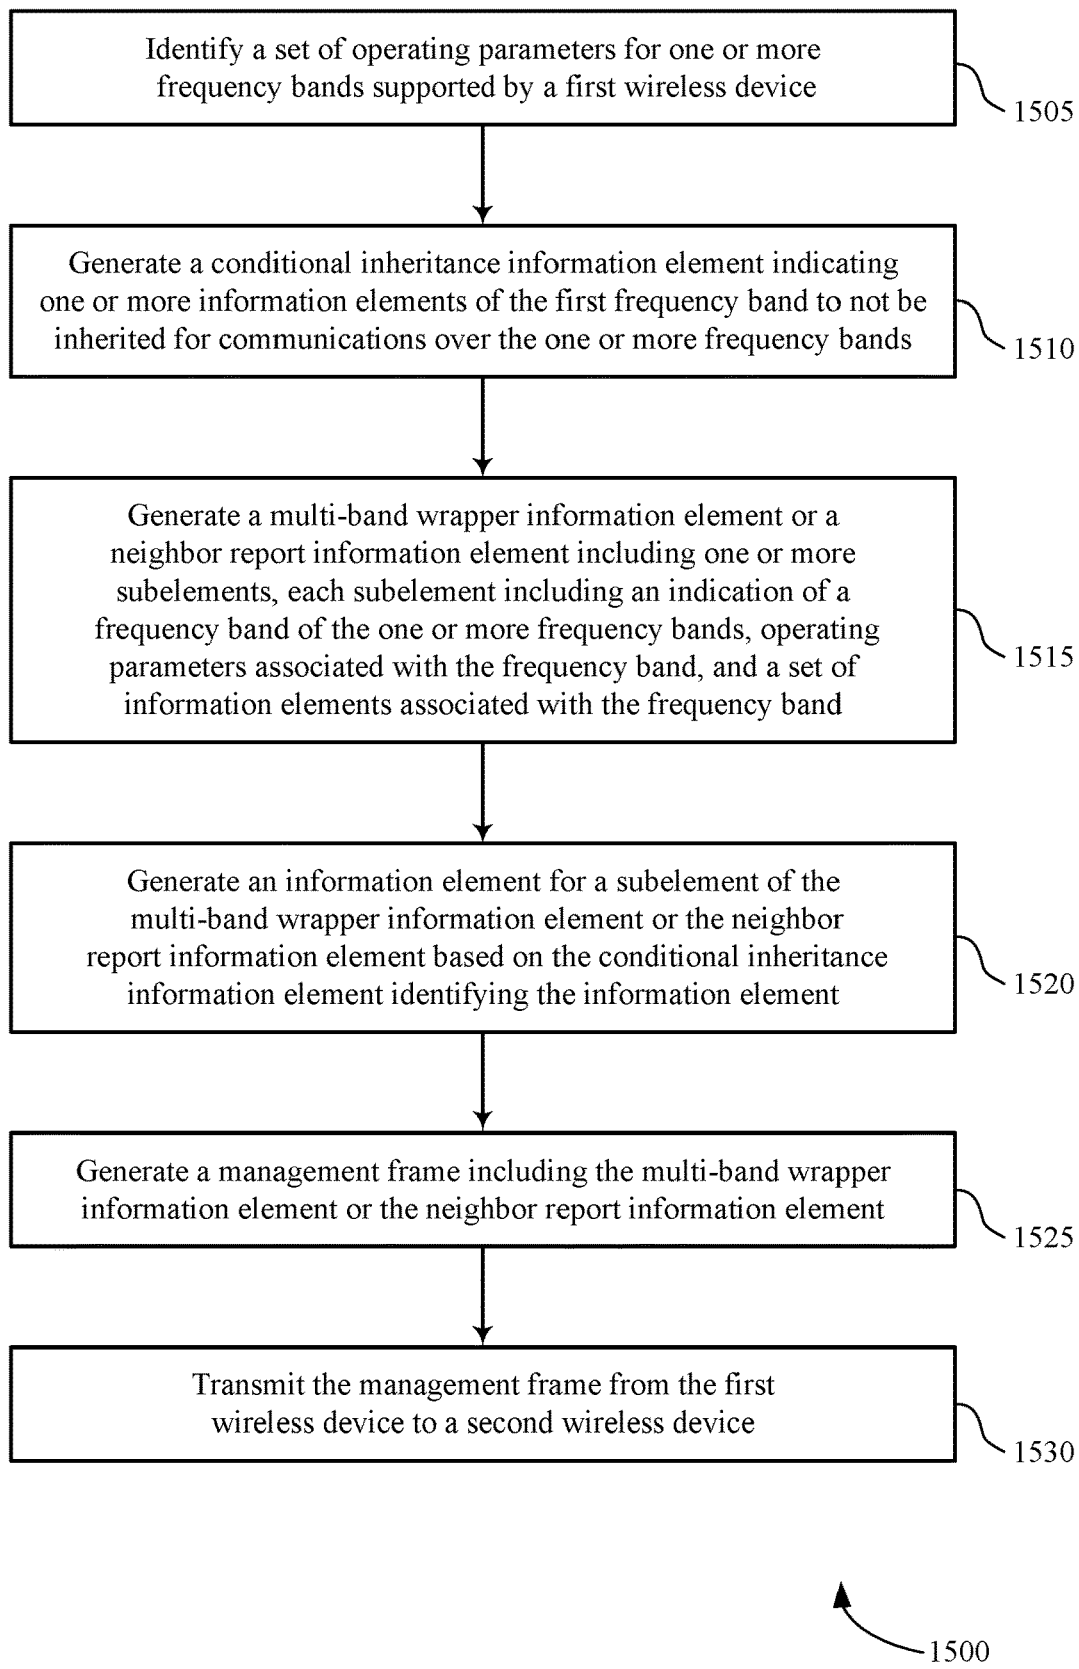 Identify a set of operating parameters for one or more
frequency bands supported by a first wireless device
1505
Generate a conditional inheritance information element indicating
one or more information elements of the first frequency band to not be
inherited for communications over the one or more frequency bands
1510
Generate a multi-band wrapper information element or a
neighbor report information element including one or more
subelements, each subelement including an indication of a
frequency band of the one or more frequency bands, operating
parameters associated with the frequency band, and a set of
information elements associated with the frequency band
1515
Generate an information element for a subelement of the
multi-band wrapper information element or the neighbor
report information element based on the conditional inheritance
information element identifying the information element
1520
Generate a management frame including the multi-band wrapper
information element or the neighbor report information element
1525
Transmit the management frame from the first
wireless device to a second wireless device
1530
1500